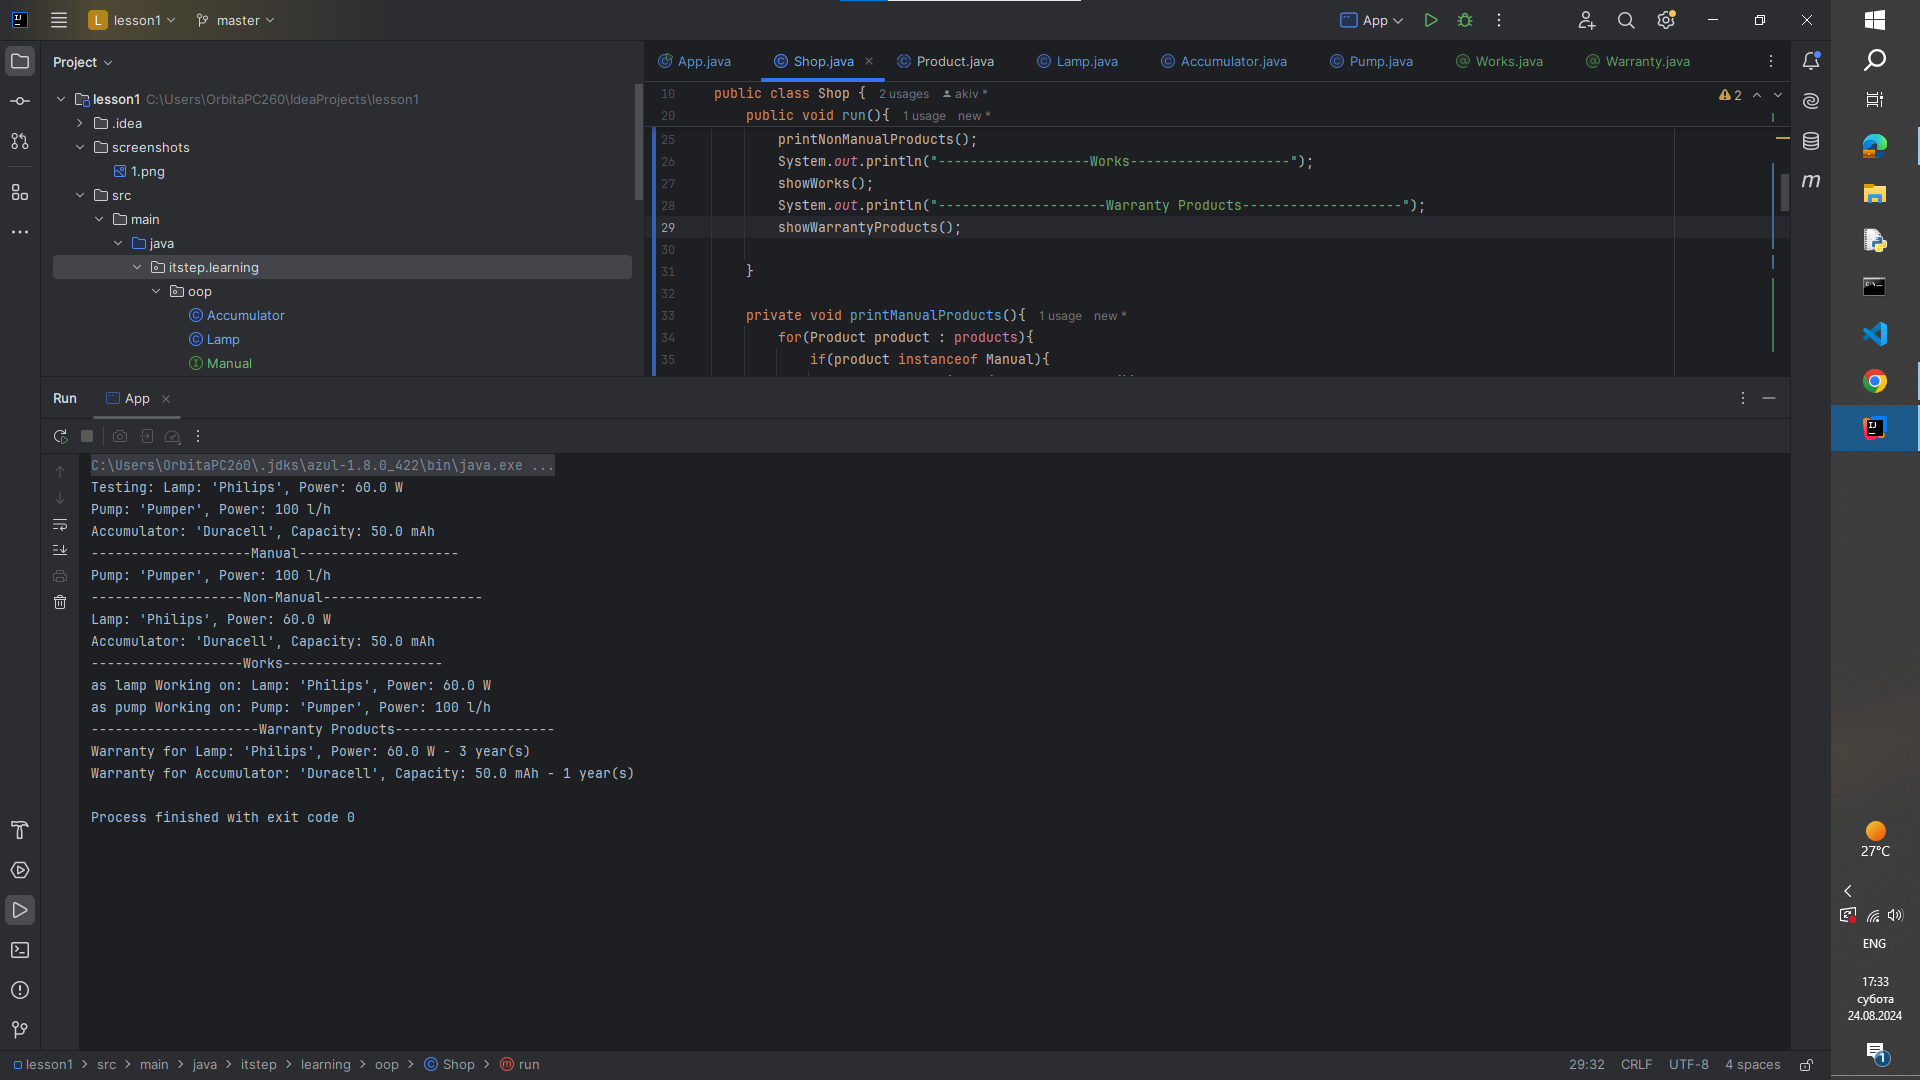 L lesson1 master App
Project
lesson1 C:\Users\OrbitaPC260\IdeaProjects\lesson1
.idea
screenshots
1.png
src
main
java
itstep.learning
oop
Accumulator
Lamp
Manual
App.java Shop.java Product.java Lamp.java Accumulator.java Pump.java Works.java Warranty.java
10 public class Shop { 2 usages akiv * 2
20 public void run(){ 1 usage new *
25 printNonManualProducts();
26 System.out.println("-------------------Works--------------------");
27 showWorks();
28 System.out.println("---------------------Warranty Products--------------------");
29 showWarrantyProducts();
30
31 }
32
33 private void printManualProducts(){ 1 usage new *
34 for(Product product : products){
35 if(product instanceof Manual){
Run App
C:\Users\OrbitaPC260\.jdks\azul-1.8.0_422\bin\java.exe ...
Testing: Lamp: 'Philips', Power: 60.0 W
Pump: 'Pumper', Power: 100 l/h
Accumulator: 'Duracell', Capacity: 50.0 mAh
--------------------Manual--------------------
Pump: 'Pumper', Power: 100 l/h
-------------------Non-Manual--------------------
Lamp: 'Philips', Power: 60.0 W
Accumulator: 'Duracell', Capacity: 50.0 mAh
-------------------Works--------------------
as lamp Working on: Lamp: 'Philips', Power: 60.0 W
as pump Working on: Pump: 'Pumper', Power: 100 l/h
---------------------Warranty Products--------------------
Warranty for Lamp: 'Philips', Power: 60.0 W - 3 year(s)
Warranty for Accumulator: 'Duracell', Capacity: 50.0 mAh - 1 year(s)
Process finished with exit code 0
lesson1 src main java itstep learning oop Shop run
29:32 CRLF UTF-8 4 spaces
27°C
ENG
17:33
субота
24.08.2024
1